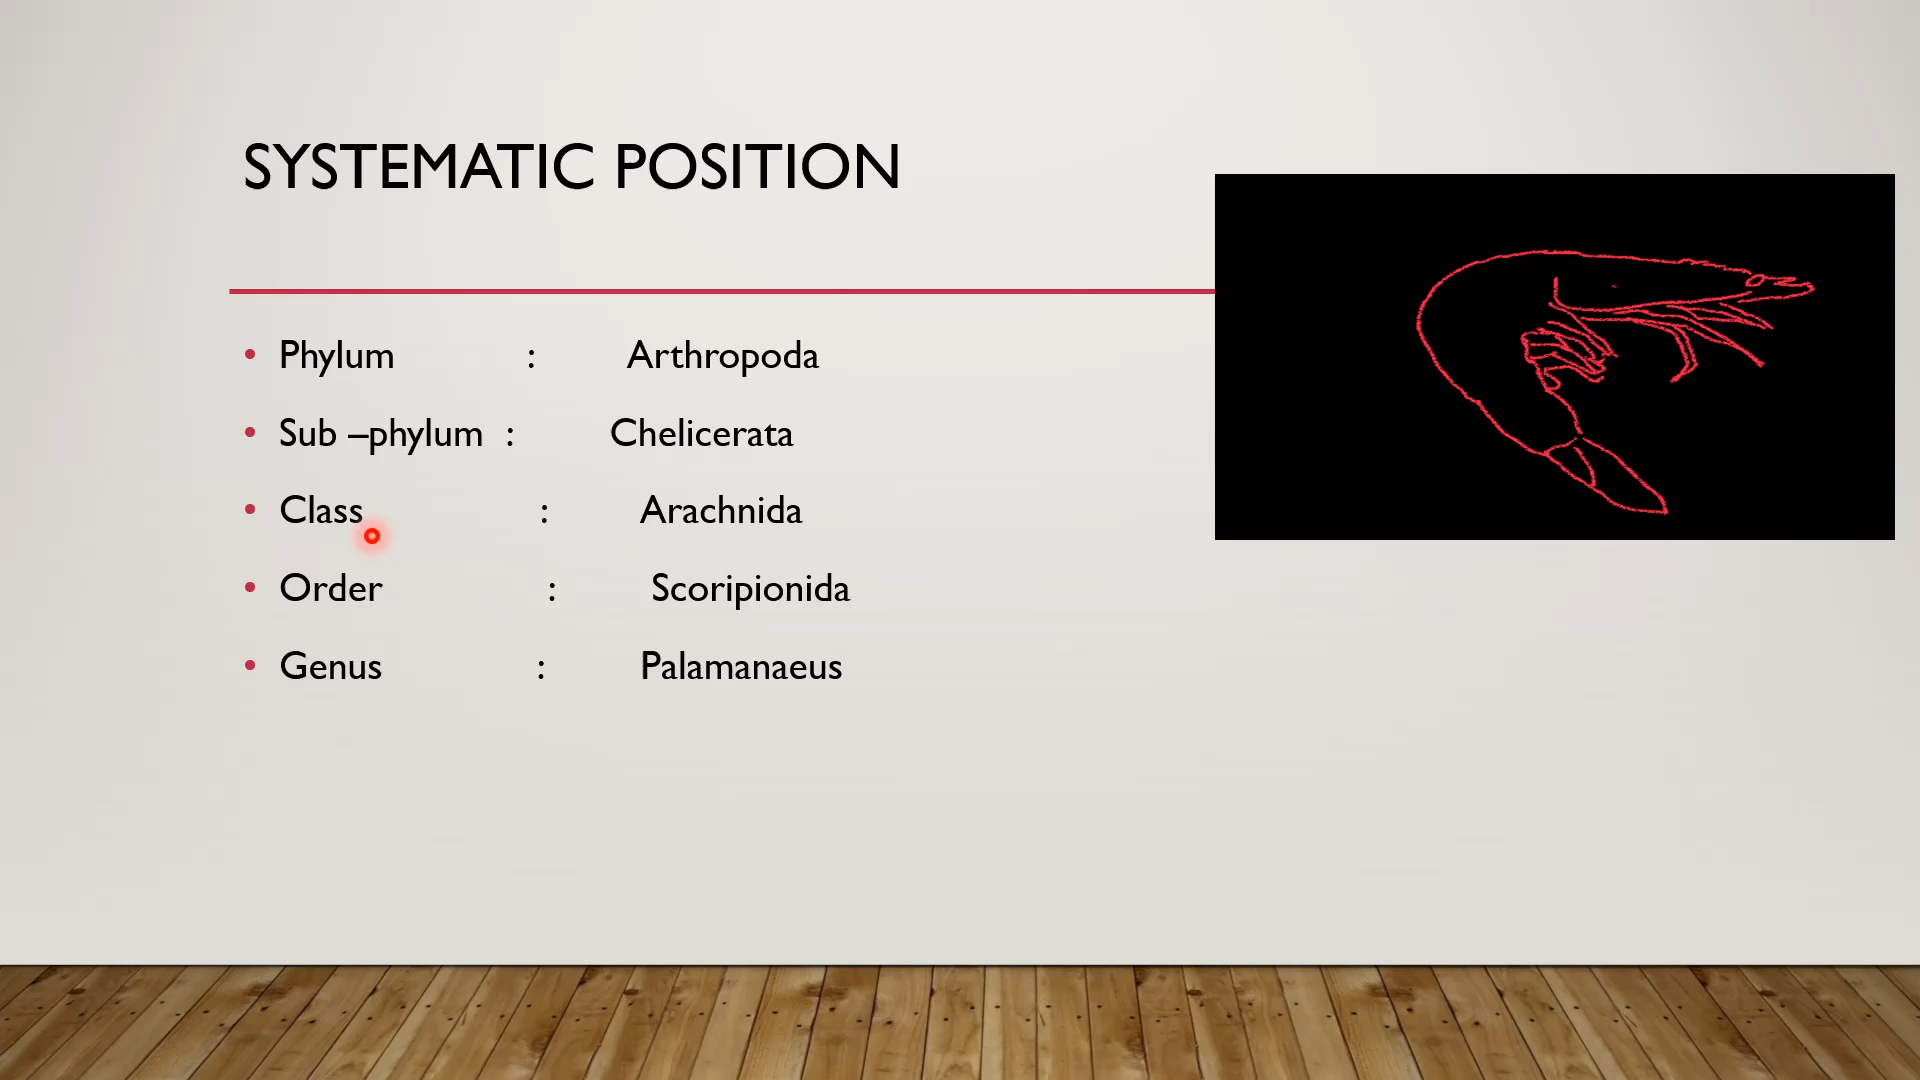 SYSTEMATIC POSITION
• Phylum : Arthropoda
• Sub –phylum : Chelicerata
• Class : Arachnida
• Order : Scoripionida
• Genus : Palamanaeus